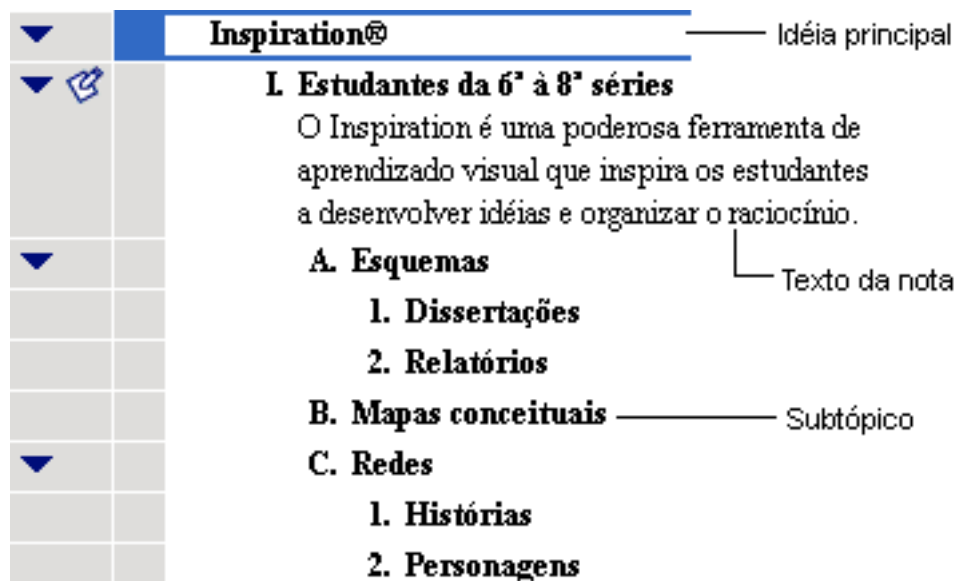 Inspiration® Idéia principal
I. Estudantes da 6ª à 8ª séries
O Inspiration é uma poderosa ferramenta de
aprendizado visual que inspira os estudantes
a desenvolver idéias e organizar o raciocínio.
A. Esquemas
Texto da nota
1. Dissertações
2. Relatórios
B. Mapas conceituais Subtópico
C. Redes
1. Histórias
2. Personagens